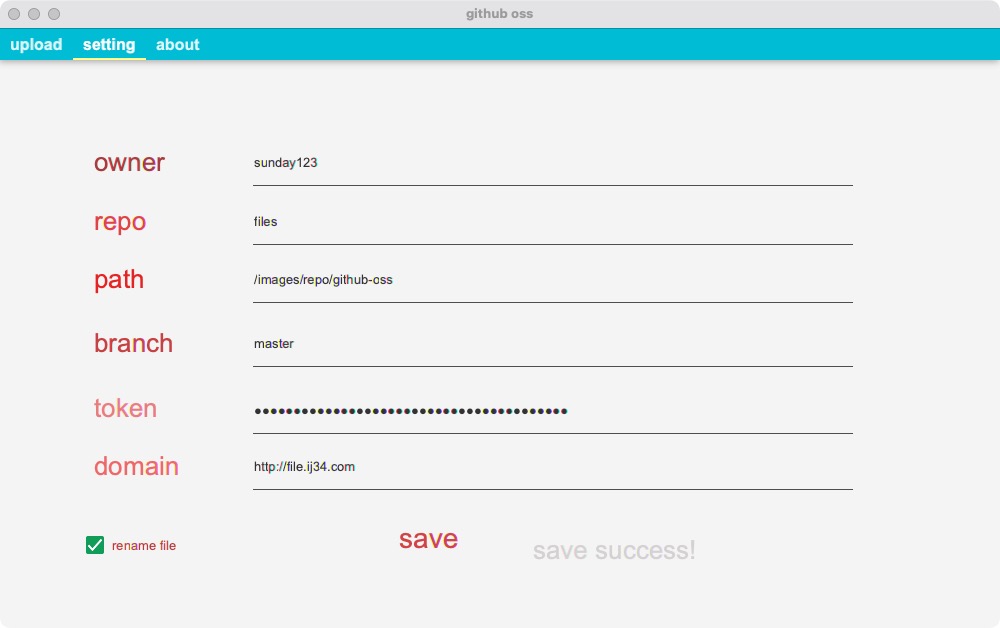 github oss
upload setting about
owner sunday123
repo files
path /images/repo/github-oss
branch master
token ••••••••••••••••••••••••••••••••••••••••
domain http://file.ij34.com
rename file save save success!